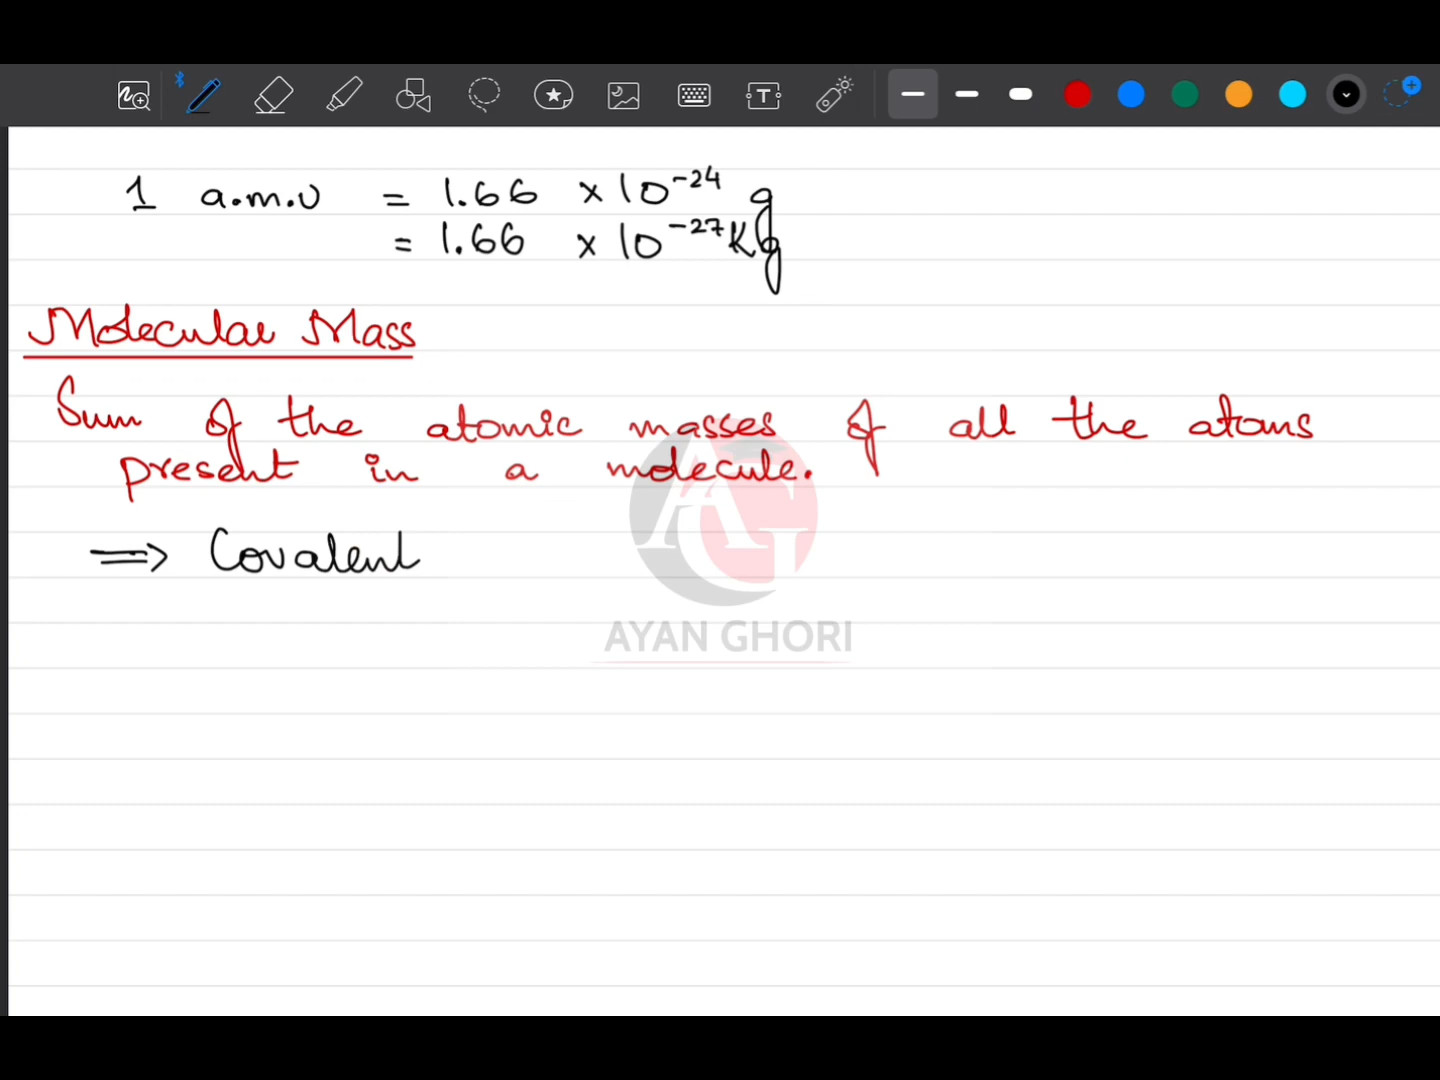 1 a.m.u = 1.66 × 10⁻²⁴ g
= 1.66 × 10⁻²⁷ Kg
Molecular Mass
Sum of the atomic masses of all the atoms
present in a molecule.
⇒ Covalent
AG
AYAN GHORI